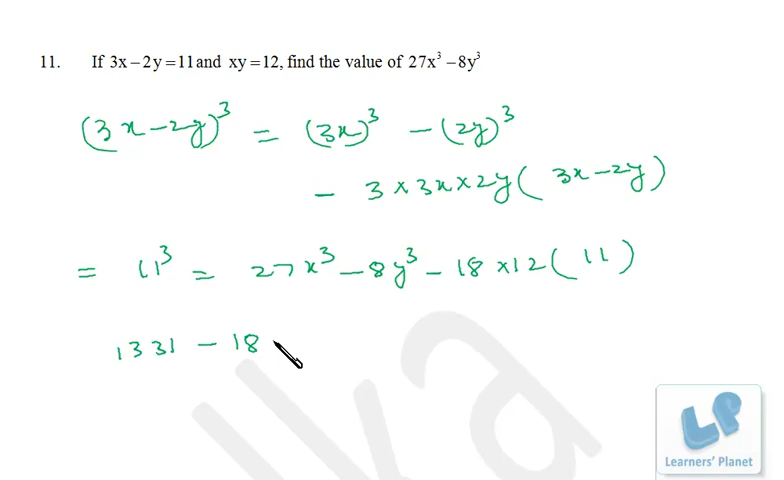 11. If 3x – 2y = 11 and xy = 12, find the value of 27x³ – 8y³
(3x – 2y)³ = (3x)³ – (2y)³
– 3 × 3x × 2y ( 3x – 2y )
= 11³ = 27x³ – 8y³ – 18 × 12 ( 11 )
1331 – 18
lka
LP
Learners' Planet